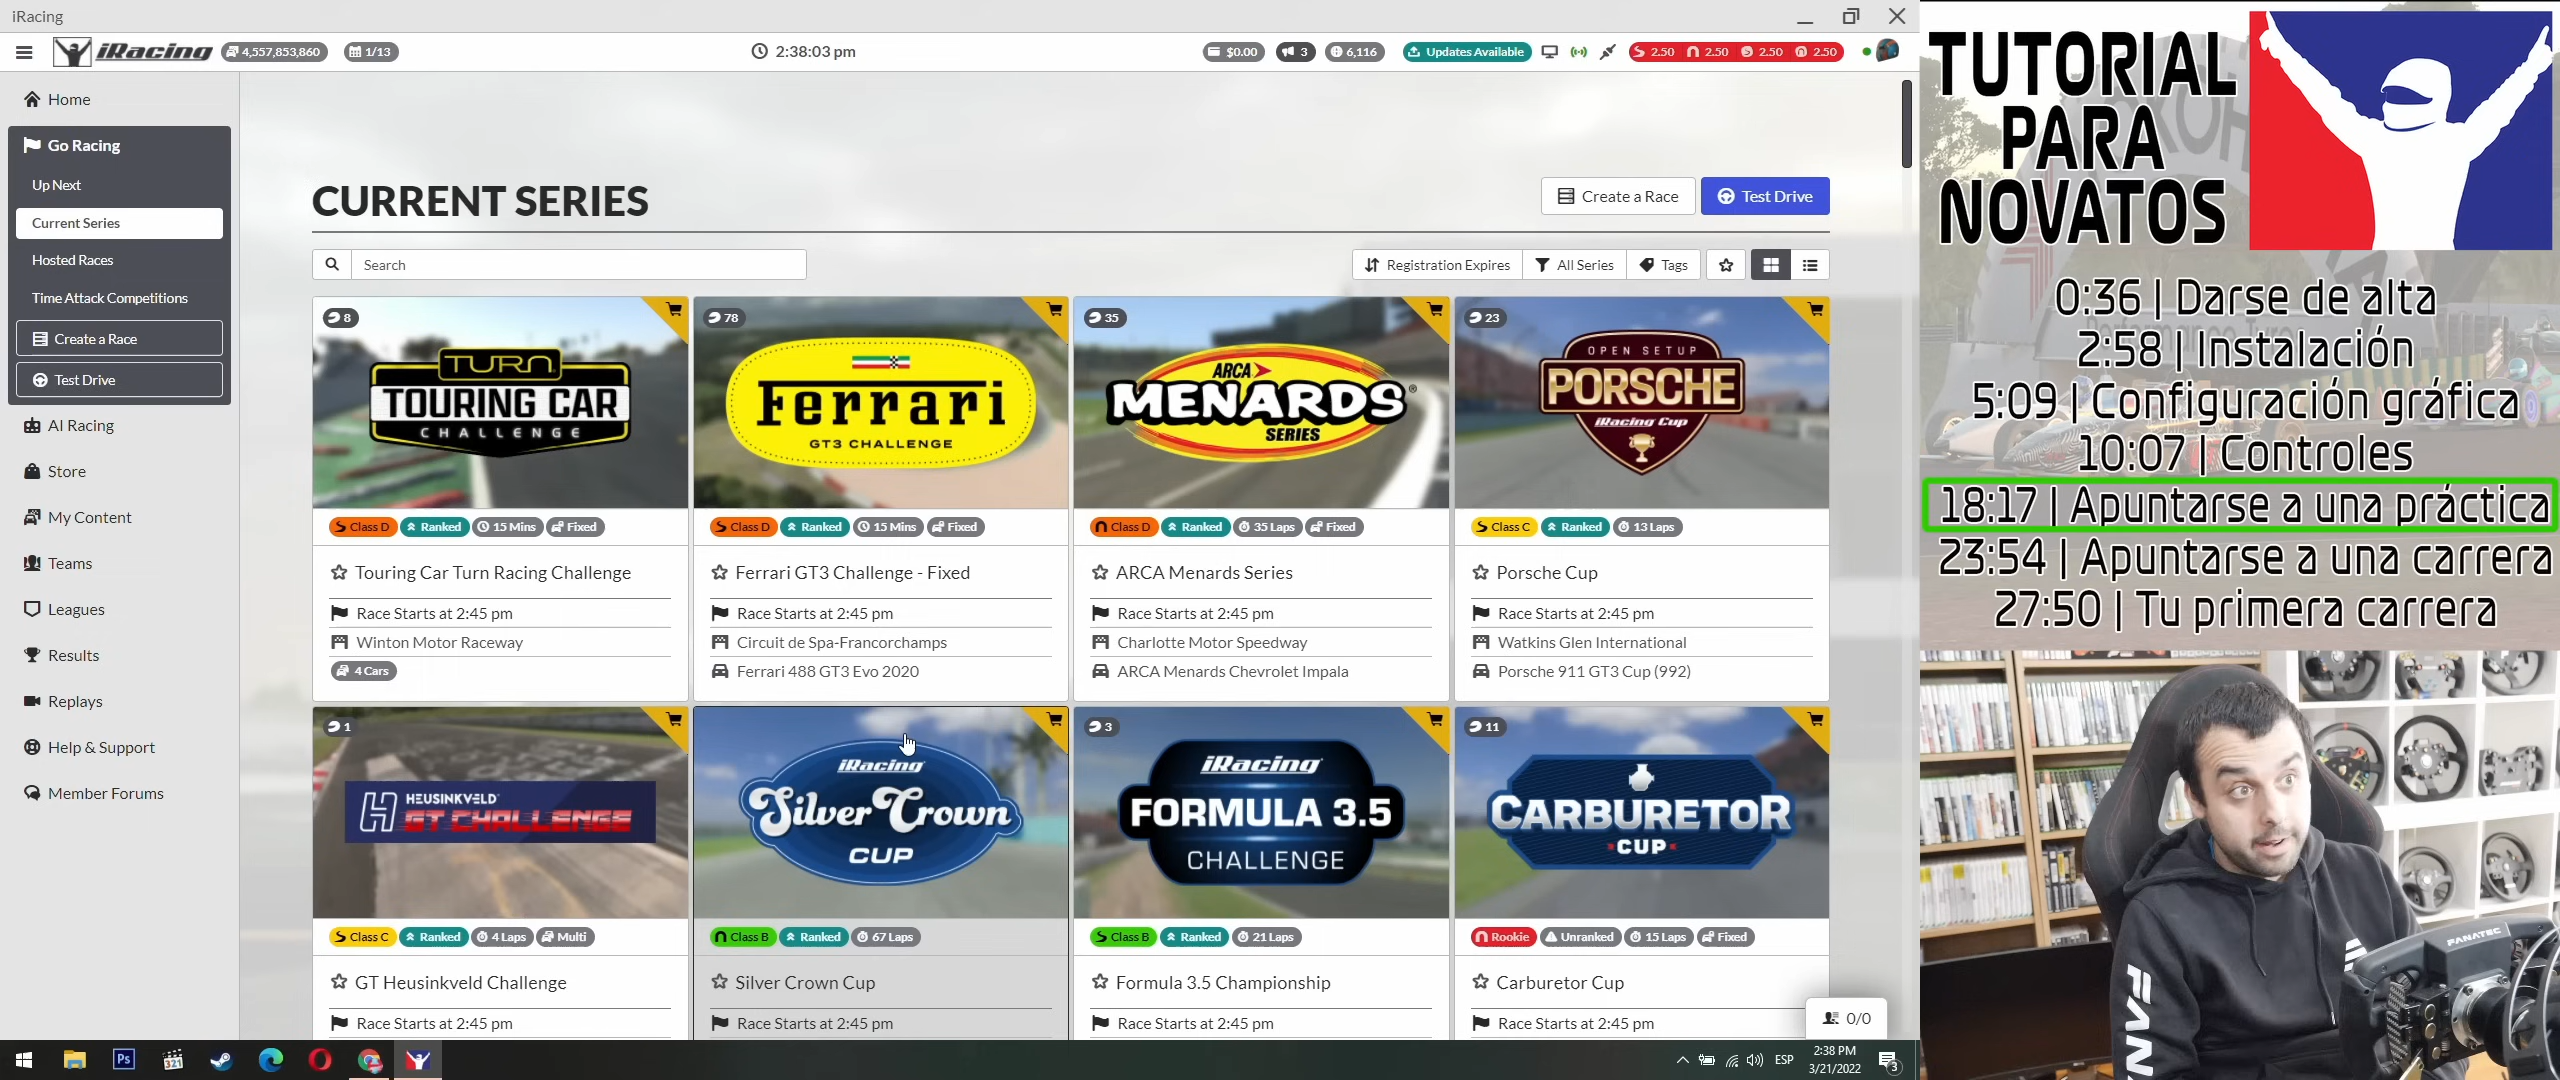 iRacing
iRacing 4,557,853,860 1/13 2:38:03 pm $0.00 3 6,116 Updates Available 2.50 2.50 2.50 2.50
Home
Go Racing
Up Next
Current Series
Hosted Races
Time Attack Competitions
Create a Race
Test Drive
AI Racing
Store
My Content
Teams
Leagues
Results
Replays
Help & Support
Member Forums
CURRENT SERIES
Create a Race Test Drive
Search Registration Expires All Series Tags
8
TURN
TOURING CAR
CHALLENGE
Class D Ranked 15 Mins Fixed
Touring Car Turn Racing Challenge
Race Starts at 2:45 pm
Winton Motor Raceway
4 Cars
78
Ferrari
GT3 CHALLENGE
Class D Ranked 15 Mins Fixed
Ferrari GT3 Challenge - Fixed
Race Starts at 2:45 pm
Circuit de Spa-Francorchamps
Ferrari 488 GT3 Evo 2020
35
ARCA
MENARDS®
SERIES
Class D Ranked 35 Laps Fixed
ARCA Menards Series
Race Starts at 2:45 pm
Charlotte Motor Speedway
ARCA Menards Chevrolet Impala
23
OPEN SETUP
PORSCHE
iRacing Cup
Class C Ranked 13 Laps
Porsche Cup
Race Starts at 2:45 pm
Watkins Glen International
Porsche 911 GT3 Cup (992)
1
H HEUSINKVELD
GT CHALLENGE
Class C Ranked 4 Laps Multi
GT Heusinkveld Challenge
Race Starts at 2:45 pm
iRacing
Silver Crown
CUP
Class B Ranked 67 Laps
Silver Crown Cup
Race Starts at 2:45 pm
3
iRacing
FORMULA 3.5
CHALLENGE
Class B Ranked 21 Laps
Formula 3.5 Championship
Race Starts at 2:45 pm
11
CARBURETOR
CUP
Rookie Unranked 15 Laps Fixed
Carburetor Cup
Race Starts at 2:45 pm
0/0
Ps 321 ESP 2:38 PM
3/21/2022 3
TUTORIAL
PARA
NOVATOS
0:36 | Darse de alta
2:58 | Instalación
5:09 | Configuración gráfica
10:07 | Controles
18:17 | Apuntarse a una práctica
23:54 | Apuntarse a una carrera
27:50 | Tu primera carrera
FANATEC